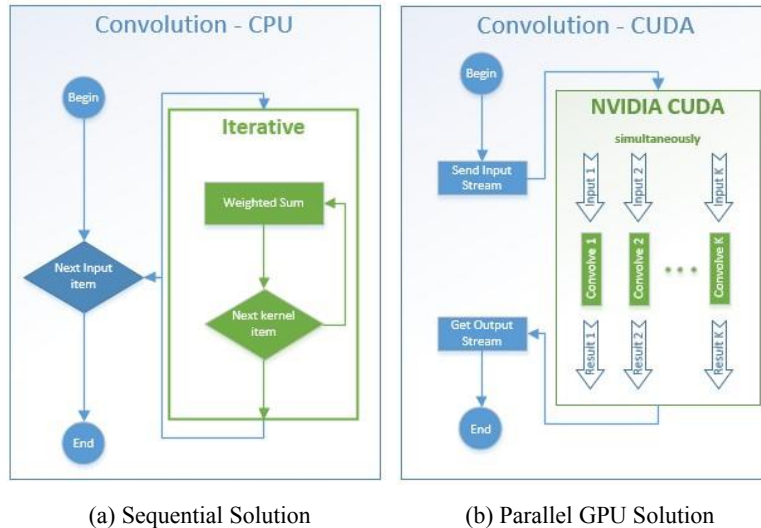 Convolution - CPU
Begin
Iterative
Weighted Sum
Next Input
item
Next kernel
item
End
(a) Sequential Solution
Convolution - CUDA
Begin
NVIDIA CUDA
simultaneously
Send Input
Stream
Input 1
Input 2
Input K
Convolve 1
Convolve 2
Convolve K
Get Output
Stream
Result 1
Result 2
Result K
End
(b) Parallel GPU Solution